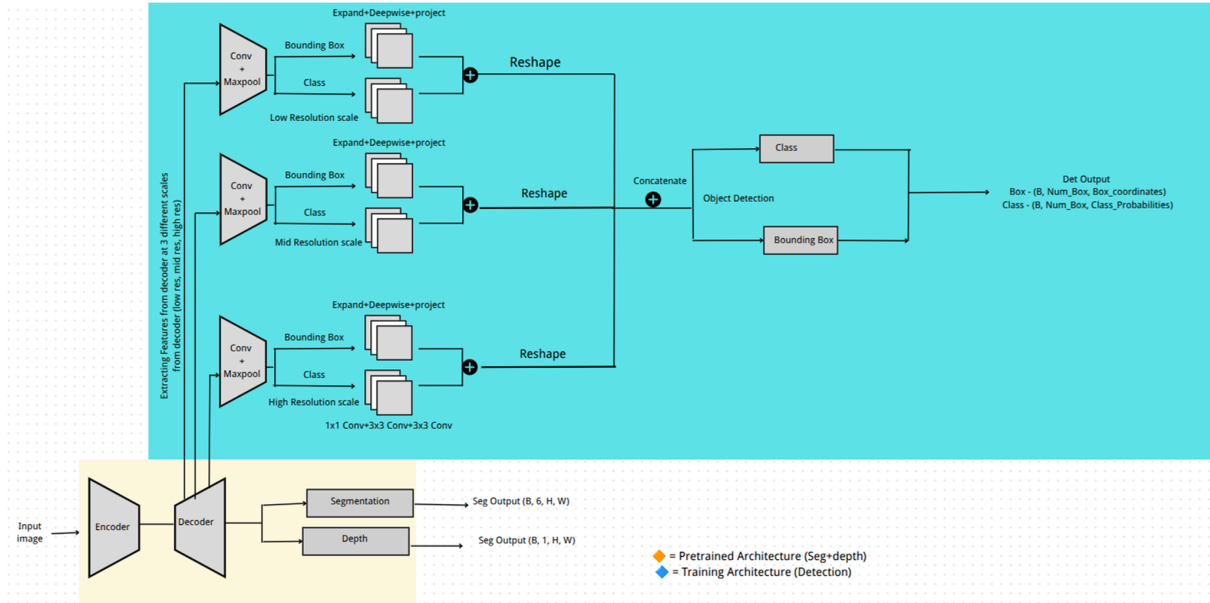 Expand+Deepwise+project
Conv
+
Maxpool
Bounding Box
Class
Low Resolution scale
Reshape
Expand+Deepwise+project
Conv
+
Maxpool
Bounding Box
Class
Mid Resolution scale
Reshape
Expand+Deepwise+project
Conv
+
Maxpool
Bounding Box
Class
High Resolution scale
1x1 Conv+3x3 Conv+3x3 Conv
Reshape
Extracting Features from decoder at 3 different scales
from decoder (low res, mid res, high res)
Concatenate
Object Detection
Class
Bounding Box
Det Output
Box - (B, Num_Box, Box_coordinates)
Class - (B, Num_Box, Class_Probabilities)
Input
image
Encoder
Decoder
Segmentation
Seg Output (B, 6, H, W)
Depth
Seg Output (B, 1, H, W)
= Pretrained Architecture (Seg+depth)
= Training Architecture (Detection)